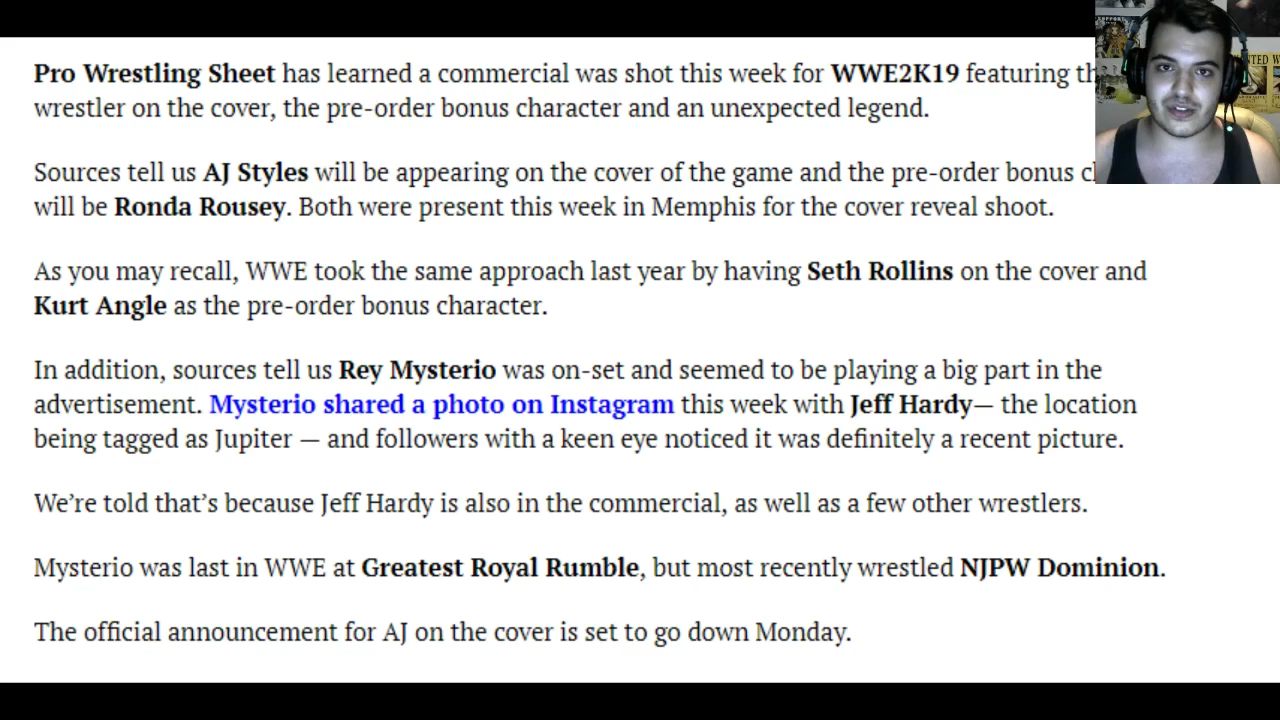 Pro Wrestling Sheet has learned a commercial was shot this week for WWE2K19 featuring
wrestler on the cover, the pre-order bonus character and an unexpected legend.
Sources tell us AJ Styles will be appearing on the cover of the game and the pre-order bonus
will be Ronda Rousey. Both were present this week in Memphis for the cover reveal shoot.
As you may recall, WWE took the same approach last year by having Seth Rollins on the cover and
Kurt Angle as the pre-order bonus character.
In addition, sources tell us Rey Mysterio was on-set and seemed to be playing a big part in the
advertisement. Mysterio shared a photo on Instagram this week with Jeff Hardy— the location
being tagged as Jupiter — and followers with a keen eye noticed it was definitely a recent picture.
We’re told that’s because Jeff Hardy is also in the commercial, as well as a few other wrestlers.
Mysterio was last in WWE at Greatest Royal Rumble, but most recently wrestled NJPW Dominion.
The official announcement for AJ on the cover is set to go down Monday.